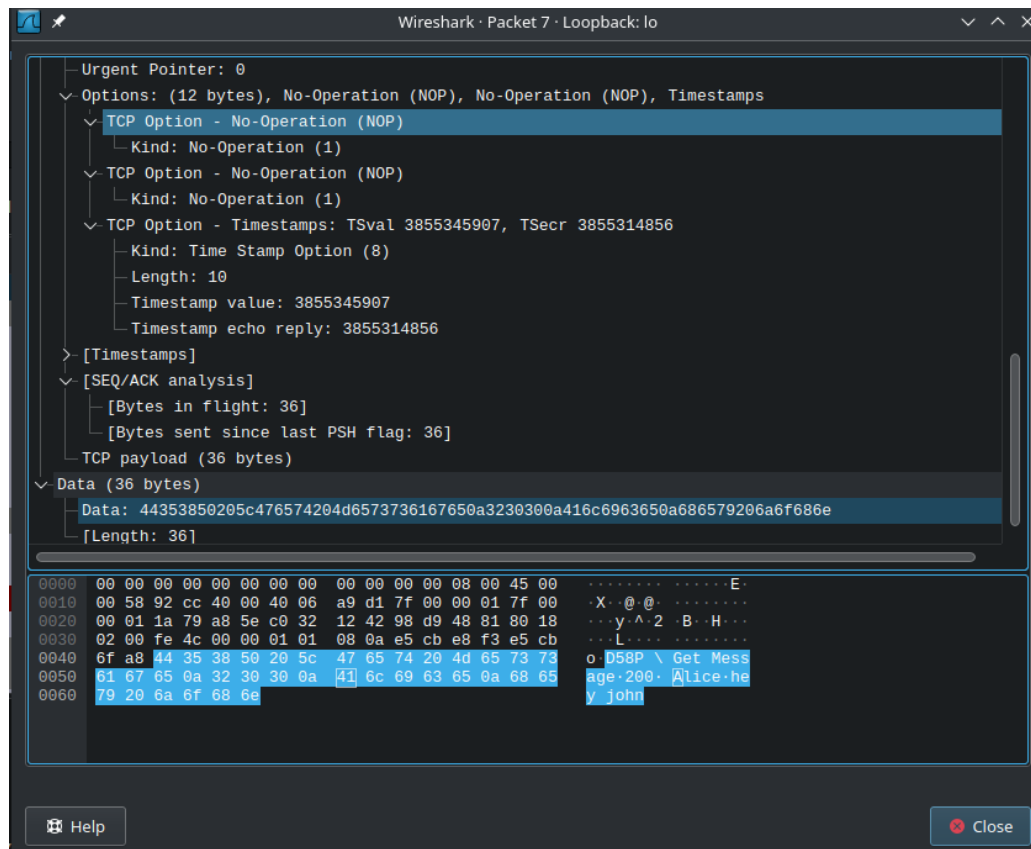 Wireshark · Packet 7 · Loopback: lo
Urgent Pointer: 0
Options: (12 bytes), No-Operation (NOP), No-Operation (NOP), Timestamps
TCP Option - No-Operation (NOP)
Kind: No-Operation (1)
TCP Option - No-Operation (NOP)
Kind: No-Operation (1)
TCP Option - Timestamps: TSval 3855345907, TSecr 3855314856
Kind: Time Stamp Option (8)
Length: 10
Timestamp value: 3855345907
Timestamp echo reply: 3855314856
[Timestamps]
[SEQ/ACK analysis]
[Bytes in flight: 36]
[Bytes sent since last PSH flag: 36]
TCP payload (36 bytes)
Data (36 bytes)
Data: 44353850205c476574204d6573736167650a3230300a416c6963650a686579206a6f686e
[Length: 36]
0000 00 00 00 00 00 00 00 00 00 00 00 00 08 00 45 00 ········ ······E·
0010 00 58 92 cc 40 00 40 06 a9 d1 7f 00 00 01 7f 00 ·X··@·@· ········
0020 00 01 1a 79 a8 5e c0 32 12 42 98 d9 48 81 80 18 ···y·^·2 ·B··H···
0030 02 00 fe 4c 00 00 01 01 08 0a e5 cb e8 f3 e5 cb ···L···· ········
0040 6f a8 44 35 38 50 20 5c 47 65 74 20 4d 65 73 73 o·D58P \ Get Mess
0050 61 67 65 0a 32 30 30 0a 41 6c 69 63 65 0a 68 65 age·200· Alice·he
0060 79 20 6a 6f 68 6e y john
Help
Close